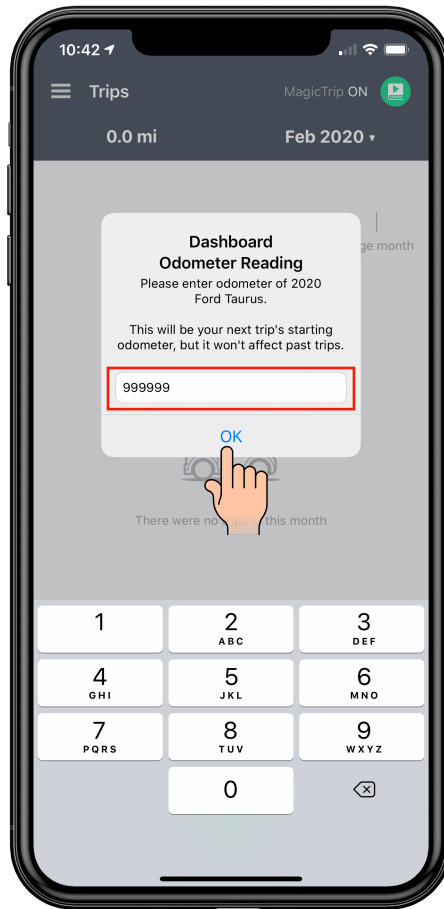 10:42
Trips
MagicTrip ON
0.0 mi
Feb 2020 ▾
ge month
Dashboard
Odometer Reading
Please enter odometer of 2020
Ford Taurus.
This will be your next trip's starting
odometer, but it won't affect past trips.
999999
OK
There were no trips in this month
1
2
ABC
3
DEF
4
GHI
5
JKL
6
MNO
7
PQRS
8
TUV
9
WXYZ
0